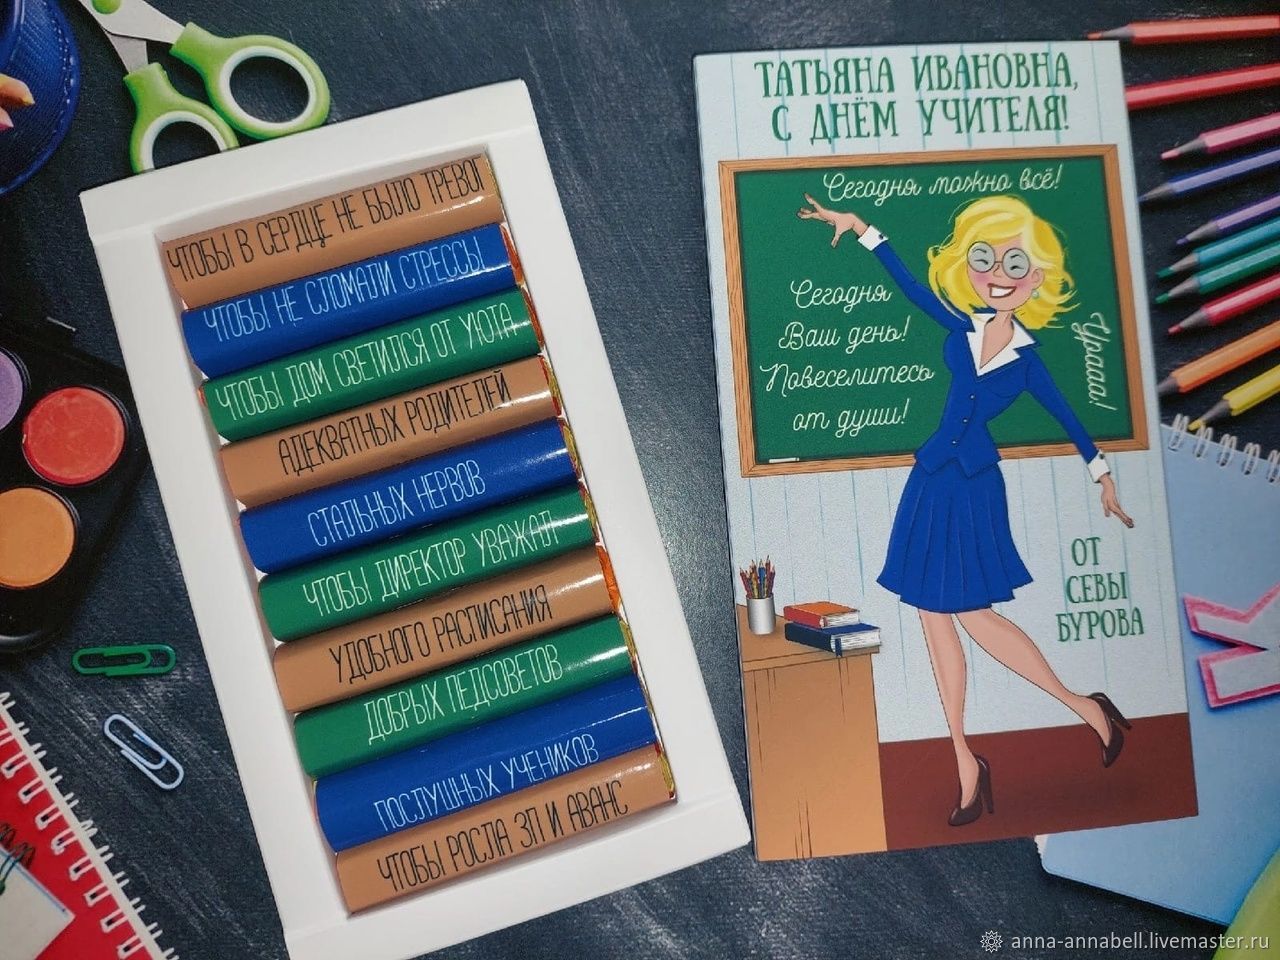 ЧТОБЫ В СЕРДЦЕ НЕ БЫЛО ТРЕВОГ
ЧТОБЫ НЕ СЛОМАЛИ СТРЕССЫ
ЧТОБЫ ДОМ СВЕТИЛСЯ ОТ УЮТА
АДЕКВАТНЫХ РОДИТЕЛЕЙ
СТАЛЬНЫХ НЕРВОВ
ЧТОБЫ ДИРЕКТОР УВАЖАЛ
УДОБНОГО РАСПИСАНИЯ
ДОБРЫХ ПЕДСОВЕТОВ
ПОСЛУШНЫХ УЧЕНИКОВ
ЧТОБЫ РОСЛА ЗП И АВАНС
ТАТЬЯНА ИВАНОВНА,
С ДНЁМ УЧИТЕЛЯ!
Сегодня можно всё!
Сегодня
Ваш день!
Повеселитесь
от души!
Урааа!
ОТ
СЕВЫ
БУРОВА
К
anna-annabell.livemaster.ru